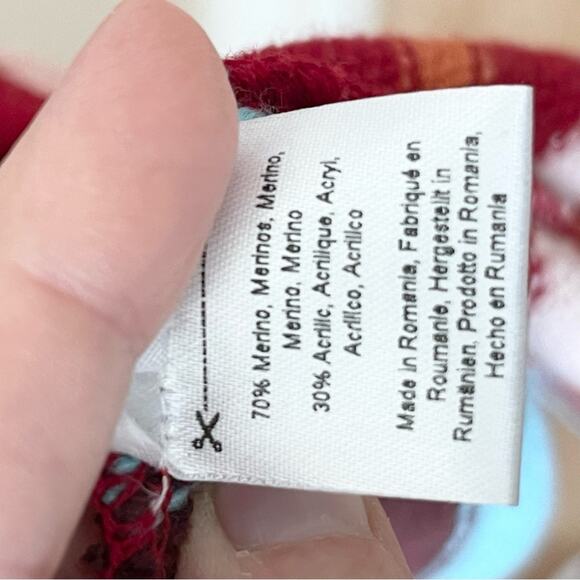 70% Merino, Merinos, Merino,
Merino, Merino
30% Acrilic, Acrilique, Acryl,
Acrilico, Acrilico
Made in Romania, Fabriqué en
Roumanie, Hergestellt in
Rumänien, Prodotto in Romania,
Hecho en Rumania